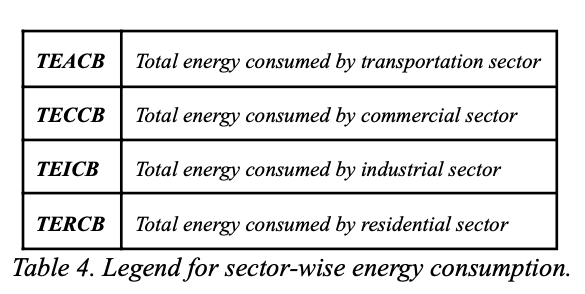 TEACB Total energy consumed by transportation sector
TECCB Total energy consumed by commercial sector
TEICB Total energy consumed by industrial sector
TERCB Total energy consumed by residential sector
Table 4. Legend for sector-wise energy consumption.